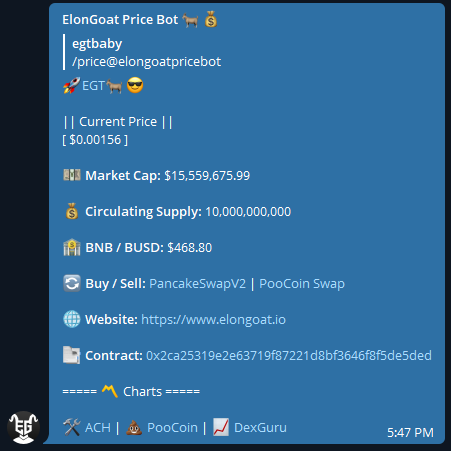 ElonGoat Price Bot 🐐 💰
egtbaby
/price@elongoatpricebot
🚀 EGT🐐 😎
|| Current Price ||
[ $0.00156 ]
💵 Market Cap: $15,559,675.99
💰 Circulating Supply: 10,000,000,000
🏦 BNB / BUSD: $468.80
🔄 Buy / Sell: PancakeSwapV2 | PooCoin Swap
🌐 Website: https://www.elongoat.io
📑 Contract: 0x2ca25319e2e63719f87221d8bf3646f8f5de5ded
===== 〽️ Charts =====
🛠 ACH | 💩 PooCoin | 📈 DexGuru
5:47 PM
EG